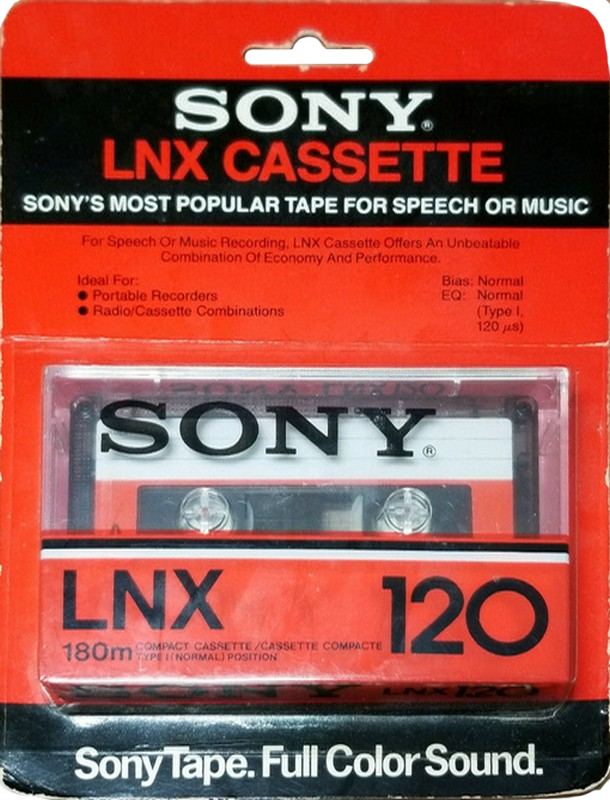 SONY®
LNX CASSETTE
SONY'S MOST POPULAR TAPE FOR SPEECH OR MUSIC
For Speech Or Music Recording, LNX Cassette Offers An Unbeatable
Combination Of Economy And Performance.
Ideal For:
● Portable Recorders
● Radio/Cassette Combinations
Bias: Normal
EQ: Normal
(Type I,
120 µs)
SONY®
A
LNX 120
180m COMPACT CASSETTE/CASSETTE COMPACTE
TYPE I (NORMAL) POSITION
SONY LNX120
Sony Tape. Full Color Sound.